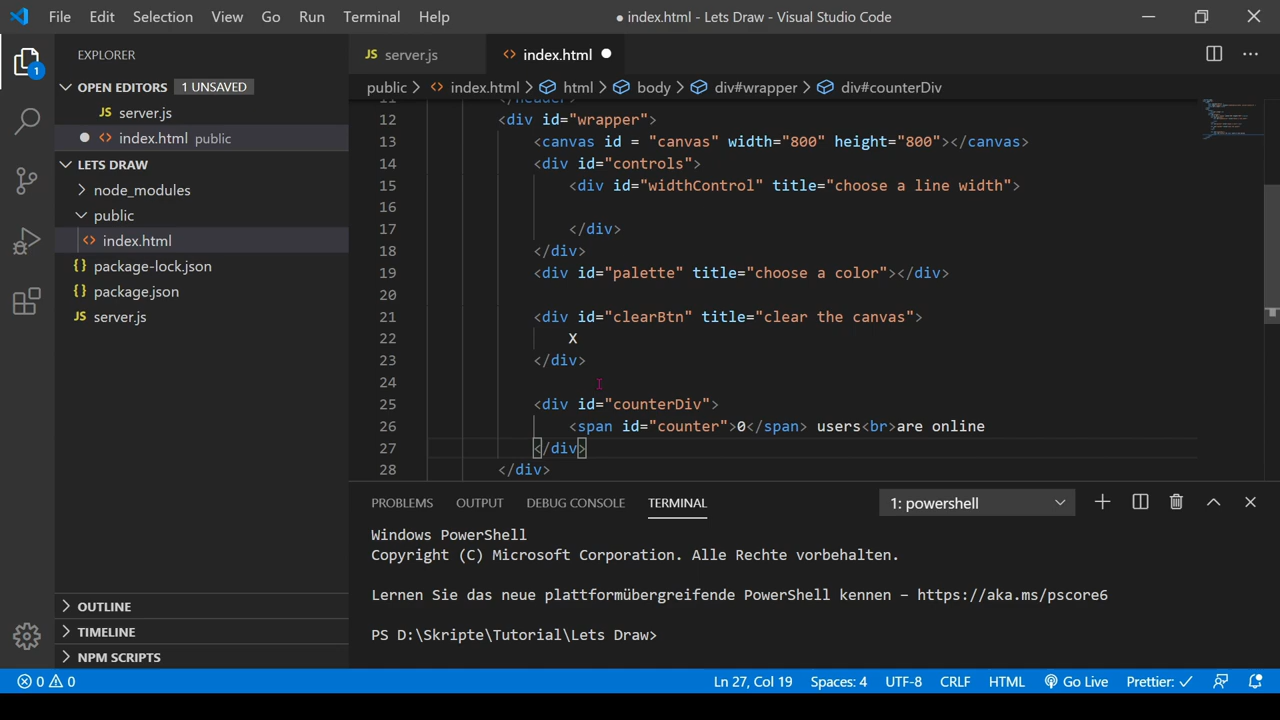 File Edit Selection View Go Run Terminal Help ● index.html - Lets Draw - Visual Studio Code
EXPLORER
OPEN EDITORS 1 UNSAVED
JS server.js
● <> index.html public
LETS DRAW
node_modules
public
<> index.html
{} package-lock.json
{} package.json
JS server.js
OUTLINE
TIMELINE
NPM SCRIPTS
1
JS server.js <> index.html ●
public > <> index.html > html > body > div#wrapper > div#counterDiv
11 </header>
12 <div id="wrapper">
13 <canvas id = "canvas" width="800" height="800"></canvas>
14 <div id="controls">
15 <div id="widthControl" title="choose a line width">
16
17 </div>
18 </div>
19 <div id="palette" title="choose a color"></div>
20
21 <div id="clearBtn" title="clear the canvas">
22 X
23 </div>
24
25 <div id="counterDiv">
26 <span id="counter">0</span> users<br>are online
27 </div>
28 </div>
PROBLEMS OUTPUT DEBUG CONSOLE TERMINAL 1: powershell
Windows PowerShell
Copyright (C) Microsoft Corporation. Alle Rechte vorbehalten.
Lernen Sie das neue plattformübergreifende PowerShell kennen – https://aka.ms/pscore6
PS D:\Skripte\Tutorial\Lets Draw>
0 0 Ln 27, Col 19 Spaces: 4 UTF-8 CRLF HTML Go Live Prettier: ✓